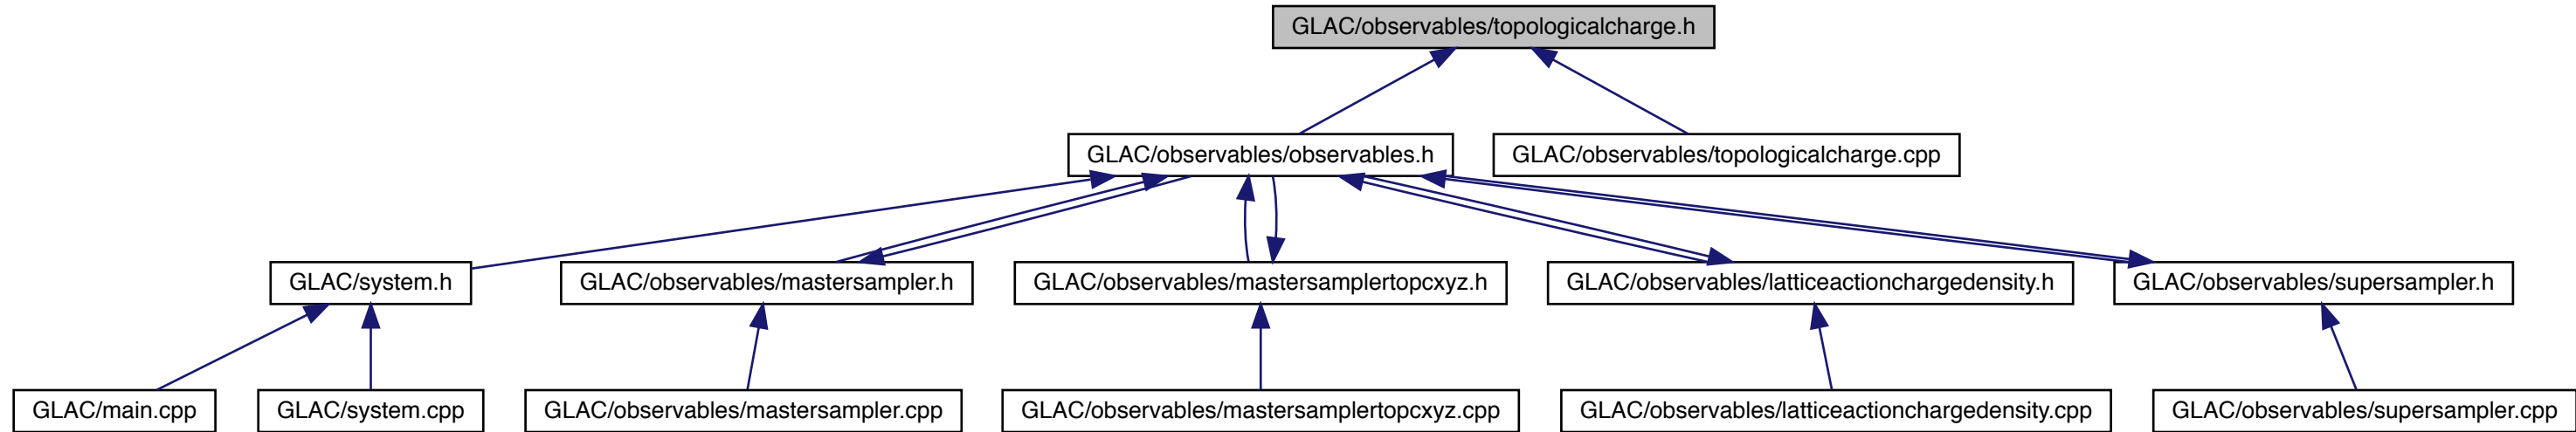 GLAC/observables/topologicalcharge.h
GLAC/observables/observables.h
GLAC/observables/topologicalcharge.cpp
GLAC/system.h
GLAC/observables/mastersampler.h
GLAC/observables/mastersamplertopcxyz.h
GLAC/observables/latticeactionchargedensity.h
GLAC/observables/supersampler.h
GLAC/main.cpp
GLAC/system.cpp
GLAC/observables/mastersampler.cpp
GLAC/observables/mastersamplertopcxyz.cpp
GLAC/observables/latticeactionchargedensity.cpp
GLAC/observables/supersampler.cpp